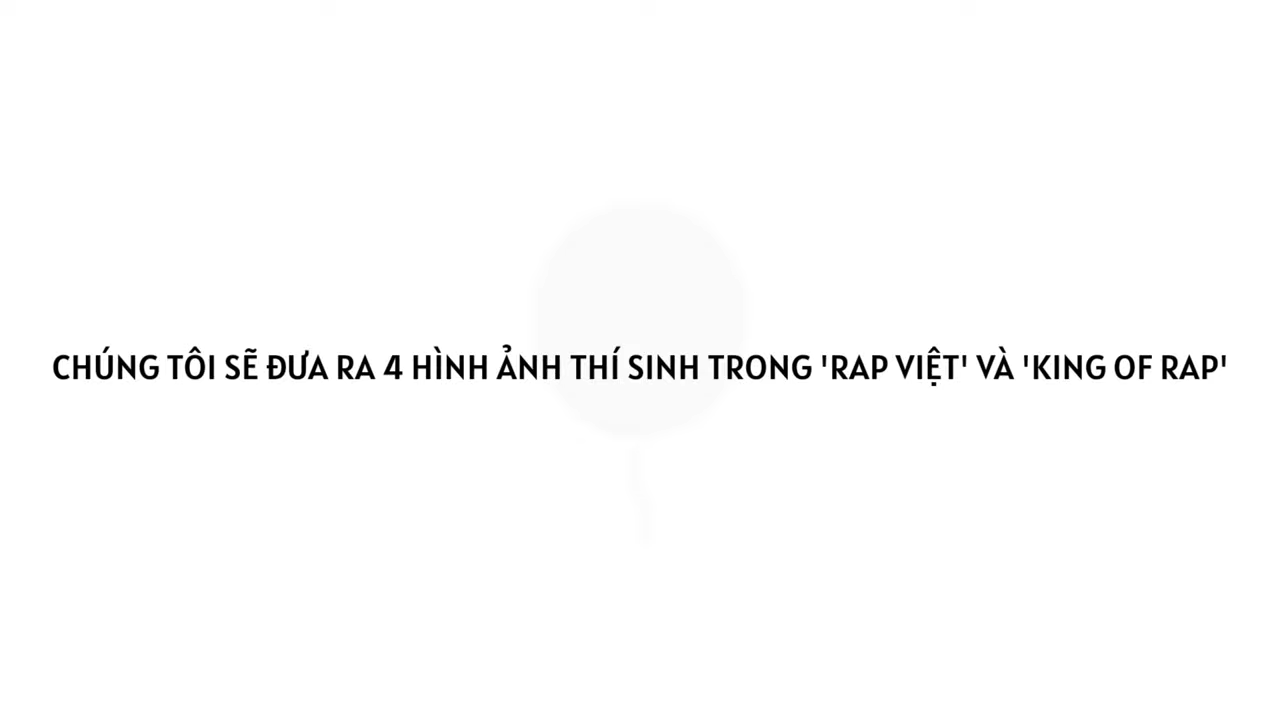 CHÚNG TÔI SẼ ĐƯA RA 4 HÌNH ẢNH THÍ SINH TRONG 'RAP VIỆT' VÀ 'KING OF RAP'